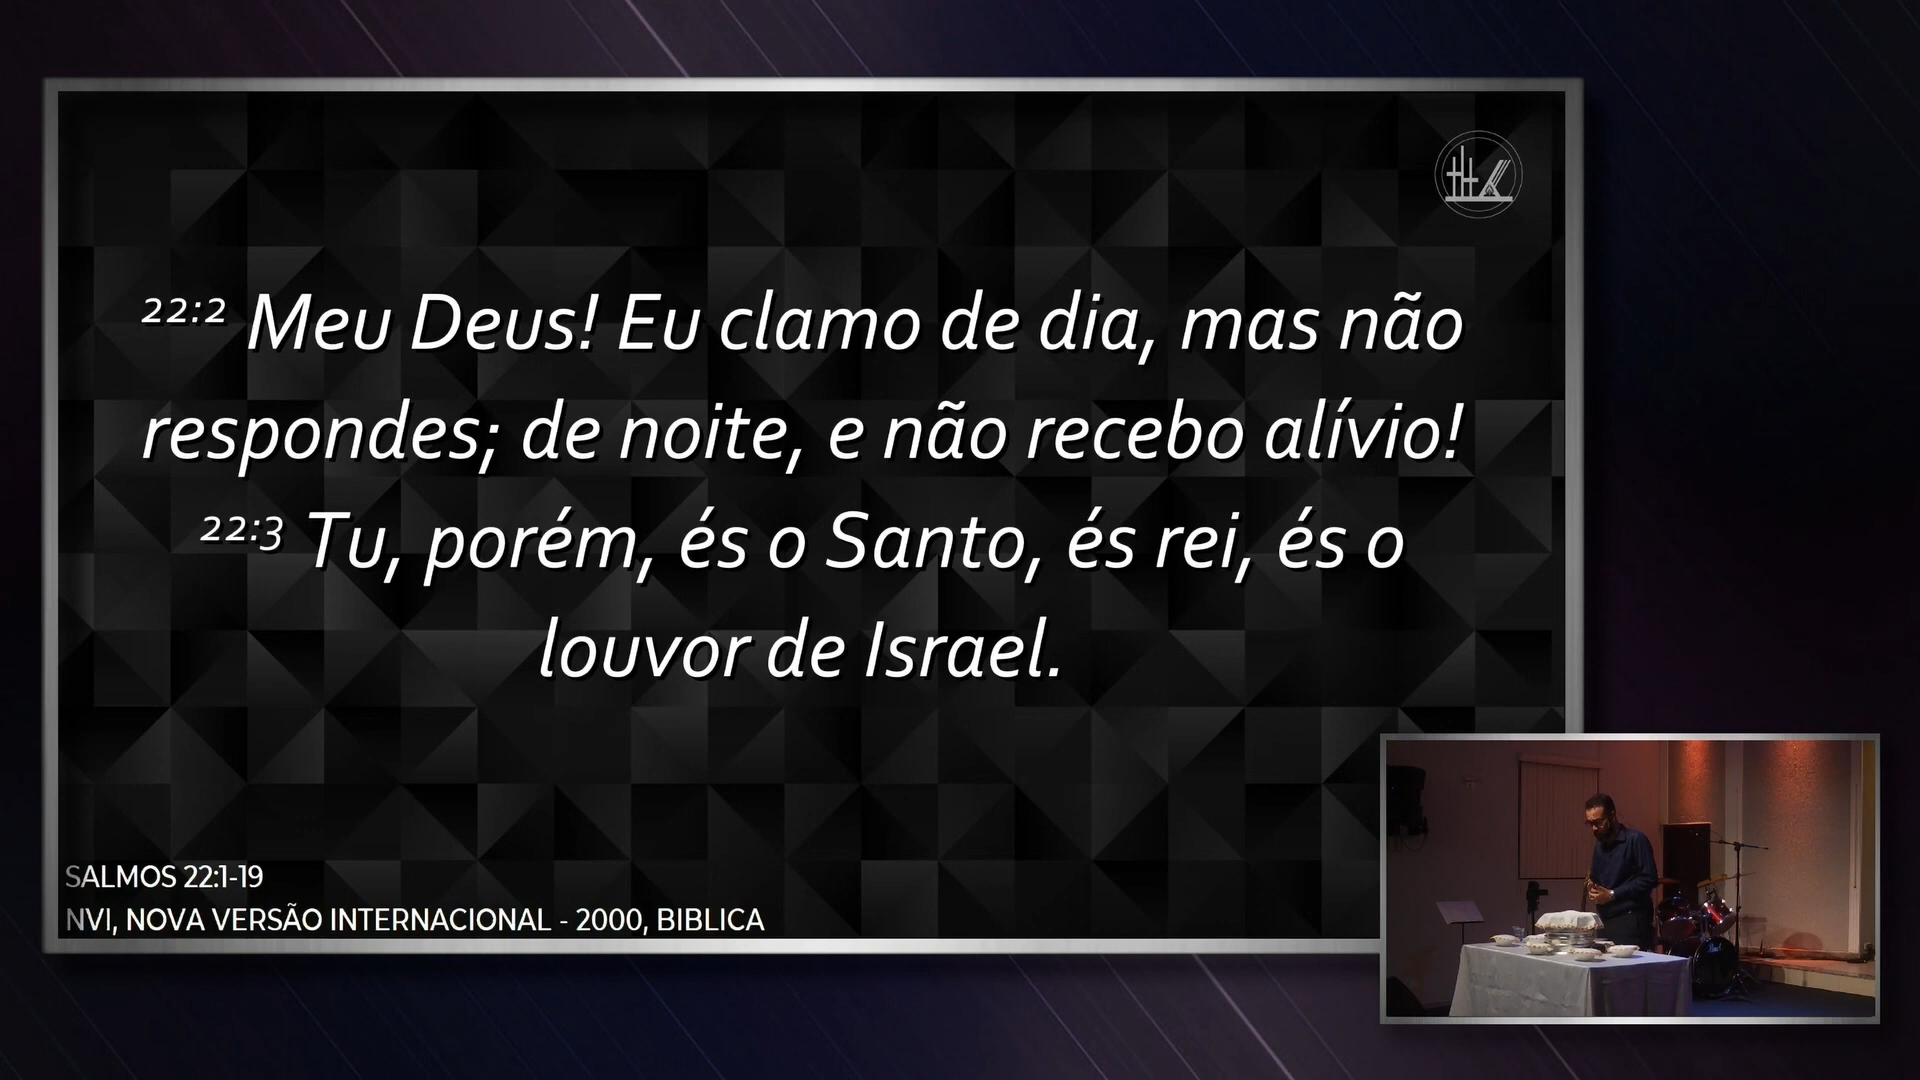 22:2 Meu Deus! Eu clamo de dia, mas não
respondes; de noite, e não recebo alívio!
22:3 Tu, porém, és o Santo, és rei, és o
louvor de Israel.
SALMOS 22:1-19
NVI, NOVA VERSÃO INTERNACIONAL - 2000, BIBLICA